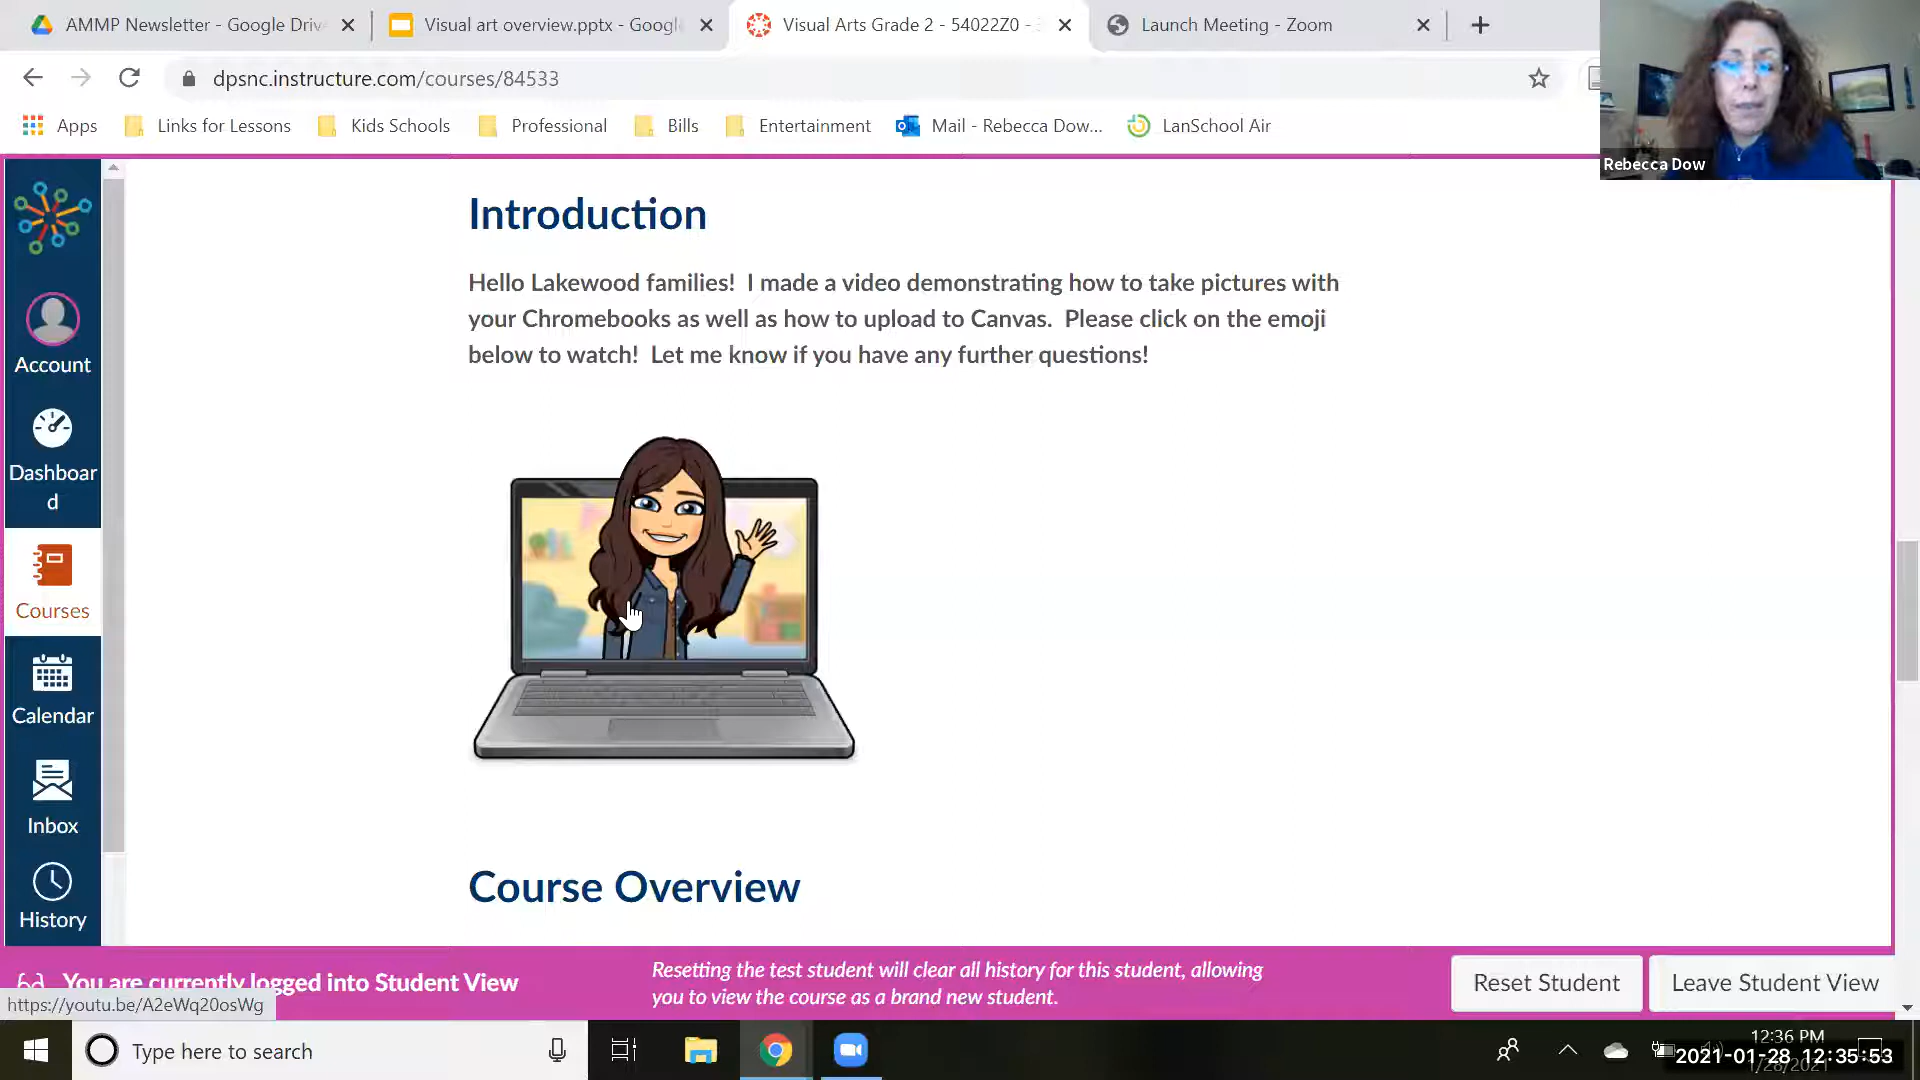 AMMP Newsletter - Google Driv
Visual art overview.pptx - Googl
Visual Arts Grade 2 - 54022Z0 -
Launch Meeting - Zoom
dpsnc.instructure.com/courses/84533
Apps
Links for Lessons
Kids Schools
Professional
Bills
Entertainment
Mail - Rebecca Dow...
LanSchool Air
Rebecca Dow
Account
Dashboar
d
Courses
Calendar
Inbox
History
Introduction
Hello Lakewood families! I made a video demonstrating how to take pictures with
your Chromebooks as well as how to upload to Canvas. Please click on the emoji
below to watch! Let me know if you have any further questions!
Course Overview
You are currently logged into Student View
Resetting the test student will clear all history for this student, allowing
you to view the course as a brand new student.
Reset Student
Leave Student View
https://youtu.be/A2eWq20osWg
Type here to search
12:36 PM
1/28/2021
2021-01-28 12:35:53